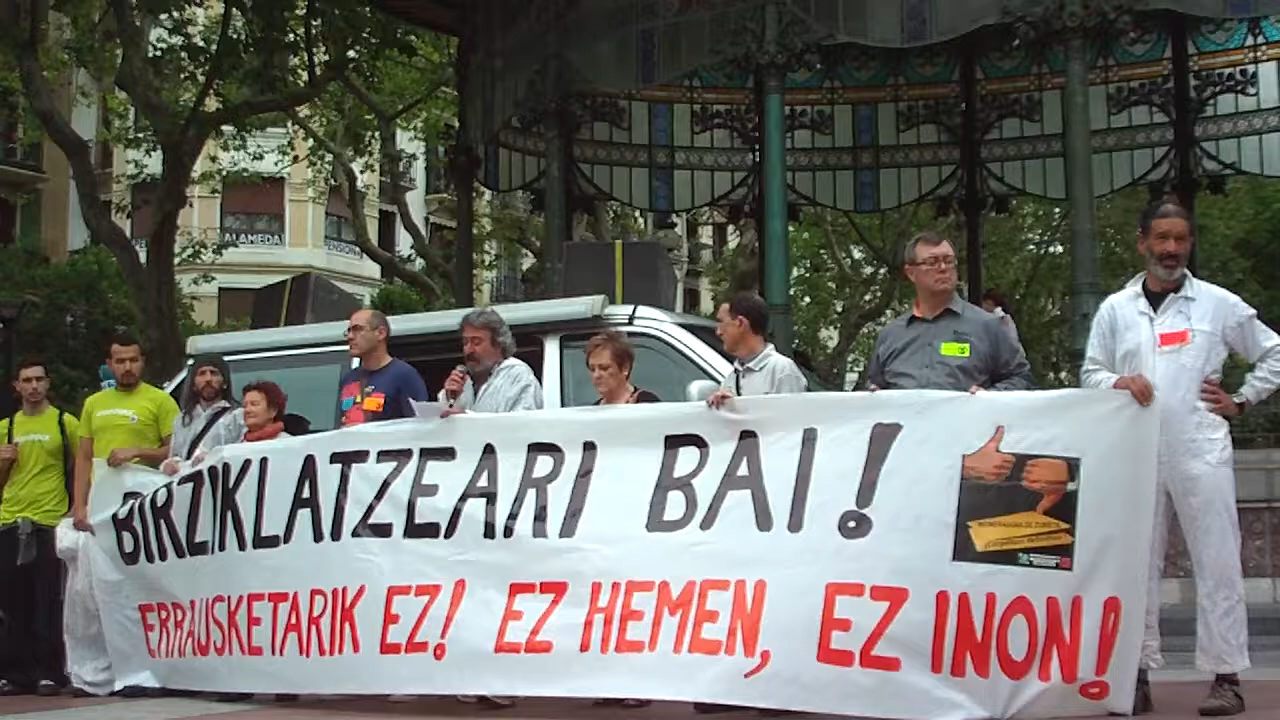 ALAMEDA
PENSION
BIRZIKLATZEARI BAI!
ERRAUSKETARIK EZ! EZ HEMEN, EZ INON!